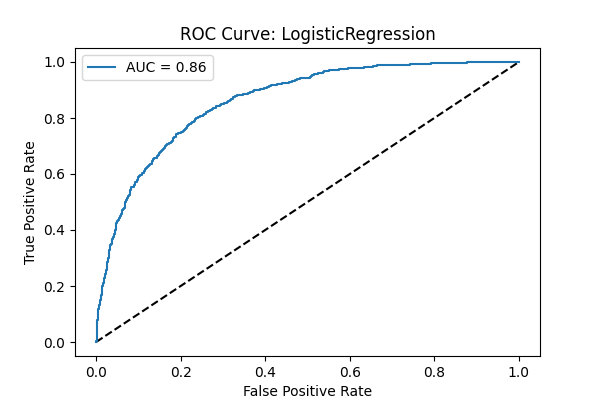 ROC Curve: LogisticRegression
AUC = 0.86
True Positive Rate
1.0
0.8
0.6
0.4
0.2
0.0
0.0 0.2 0.4 0.6 0.8 1.0
False Positive Rate